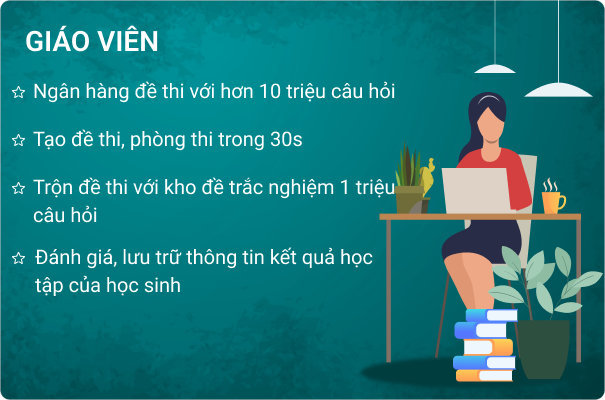 GIÁO VIÊN
Ngân hàng đề thi với hơn 10 triệu câu hỏi
Tạo đề thi, phòng thi trong 30s
Trộn đề thi với kho đề trắc nghiệm 1 triệu
câu hỏi
Đánh giá, lưu trữ thông tin kết quả học
tập của học sinh